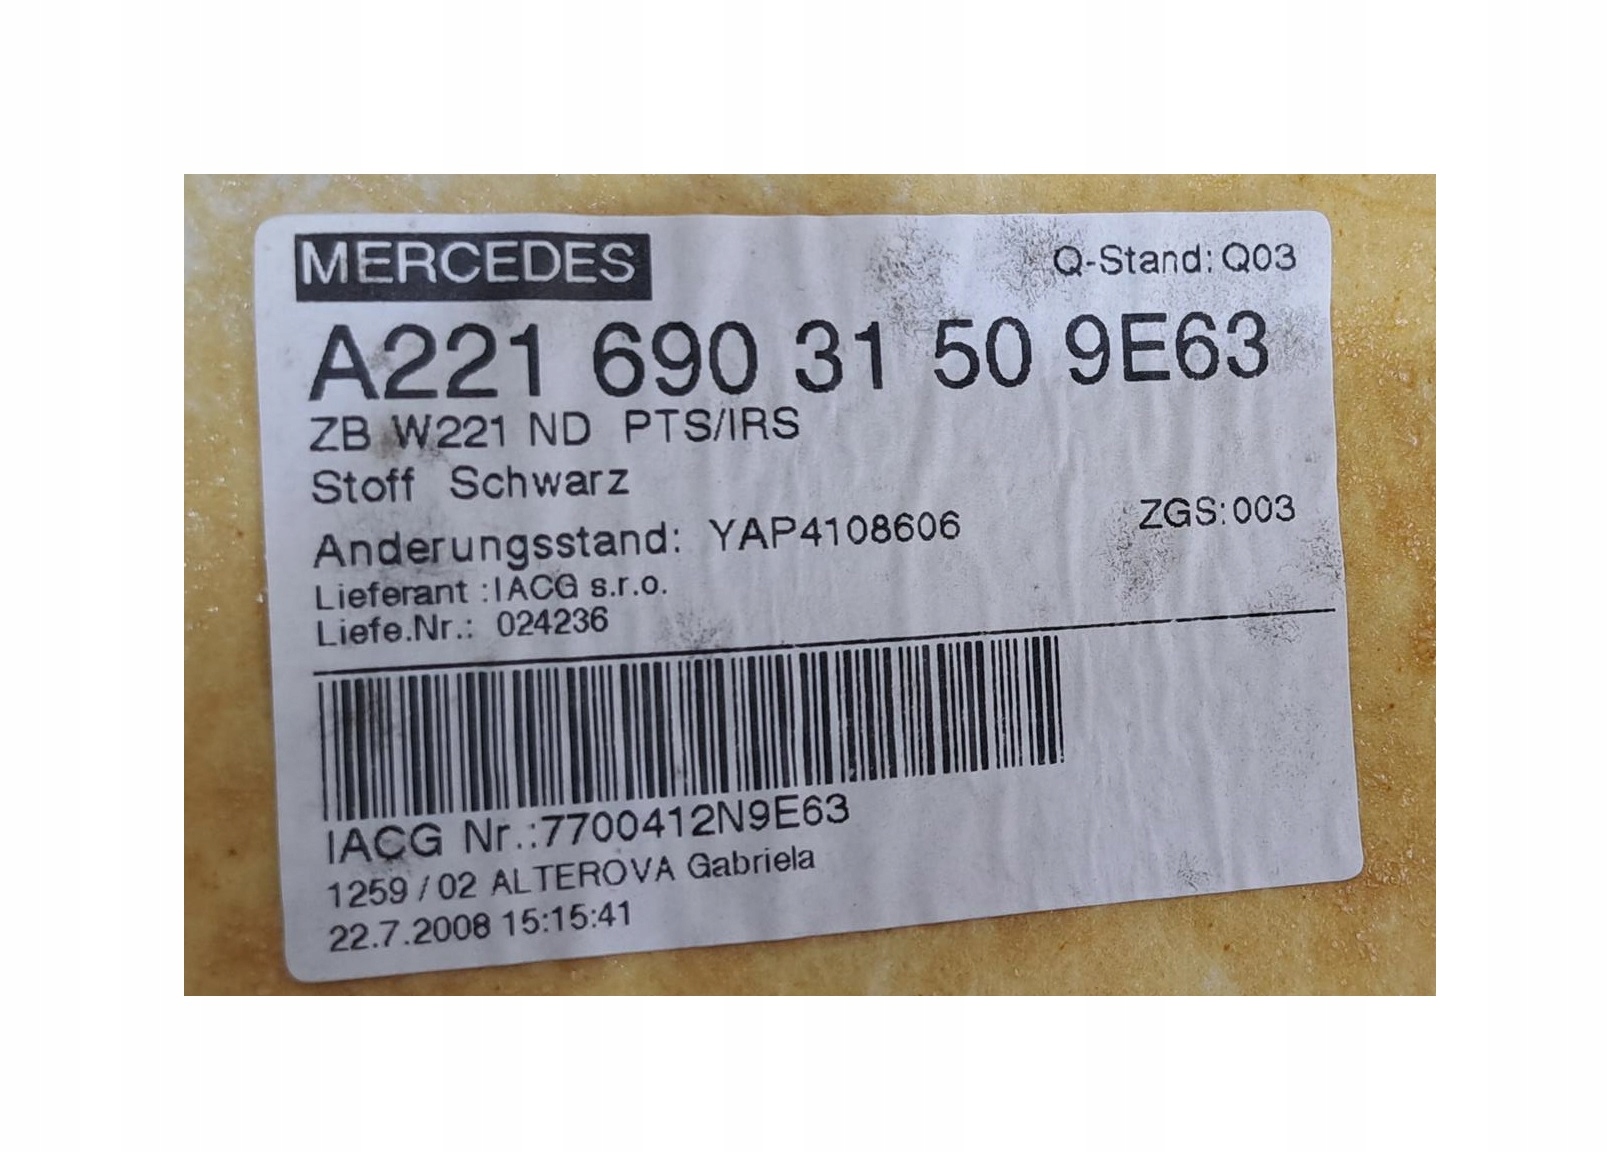 MERCEDES
Q-Stand: Q03
A221 690 31 50 9E63
ZB W221 ND PTS/IRS
Stoff Schwarz
Anderungsstand: YAP4108606
ZGS:003
Lieferant :IACG s.r.o.
Liefe.Nr.: 024236
IACG Nr.:7700412N9E63
1259 / 02 ALTEROVA Gabriela
22.7.2008 15:15:41